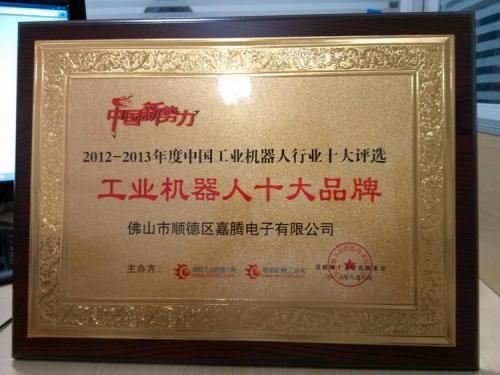 中国新势力
2012-2013年度中国工业机器人行业十大评选
工业机器人十大品牌
佛山市顺德区嘉腾电子有限公司
主办方：